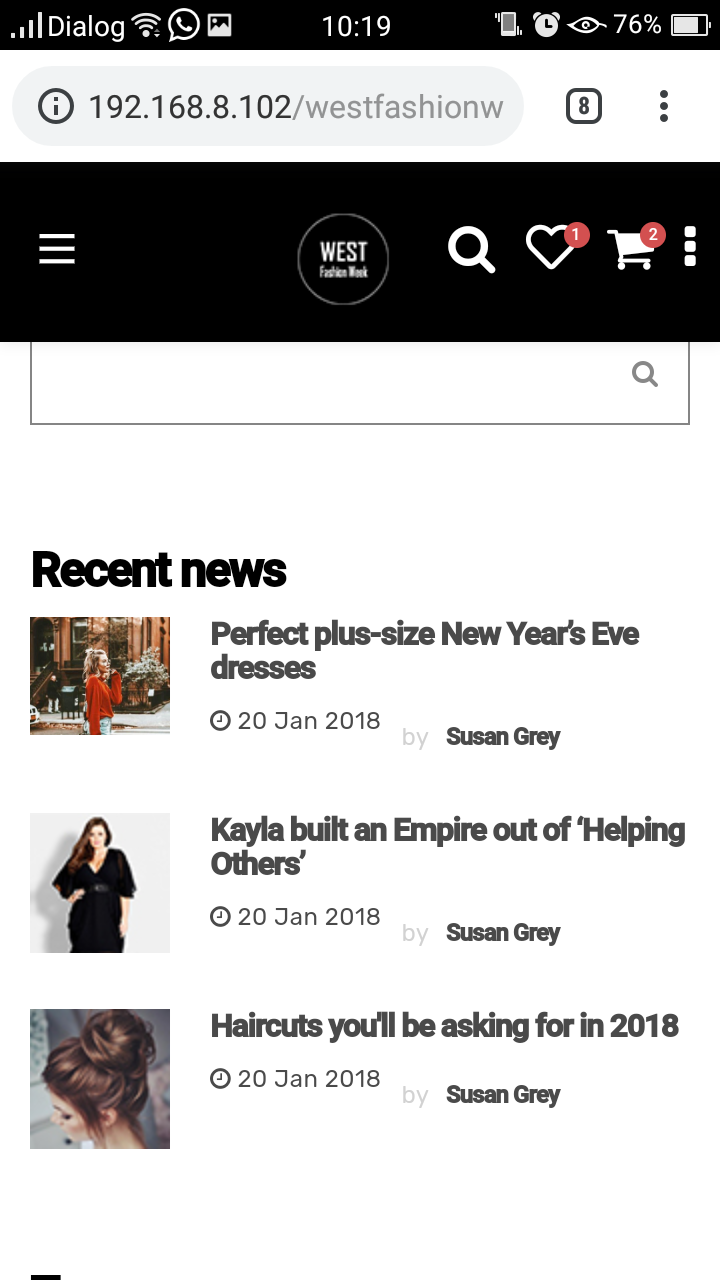 Dialog 10:19 76%
192.168.8.102/westfashionw 8
WEST 1 2
Fashion Week
Recent news
Perfect plus-size New Year’s Eve
dresses
20 Jan 2018 by Susan Grey
Kayla built an Empire out of ‘Helping
Others’
20 Jan 2018 by Susan Grey
Haircuts you'll be asking for in 2018
20 Jan 2018 by Susan Grey